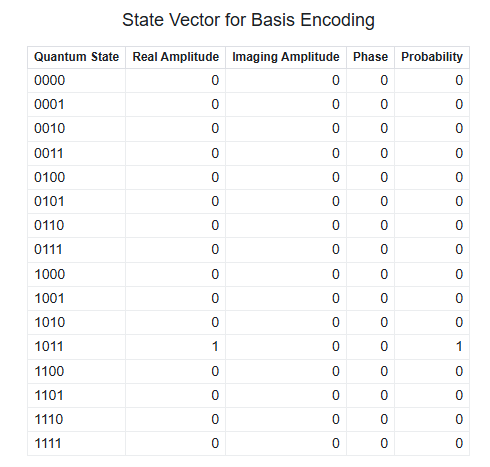 State Vector for Basis Encoding
Quantum State Real Amplitude Imaging Amplitude Phase Probability
0000 0 0 0 0
0001 0 0 0 0
0010 0 0 0 0
0011 0 0 0 0
0100 0 0 0 0
0101 0 0 0 0
0110 0 0 0 0
0111 0 0 0 0
1000 0 0 0 0
1001 0 0 0 0
1010 0 0 0 0
1011 1 0 0 1
1100 0 0 0 0
1101 0 0 0 0
1110 0 0 0 0
1111 0 0 0 0